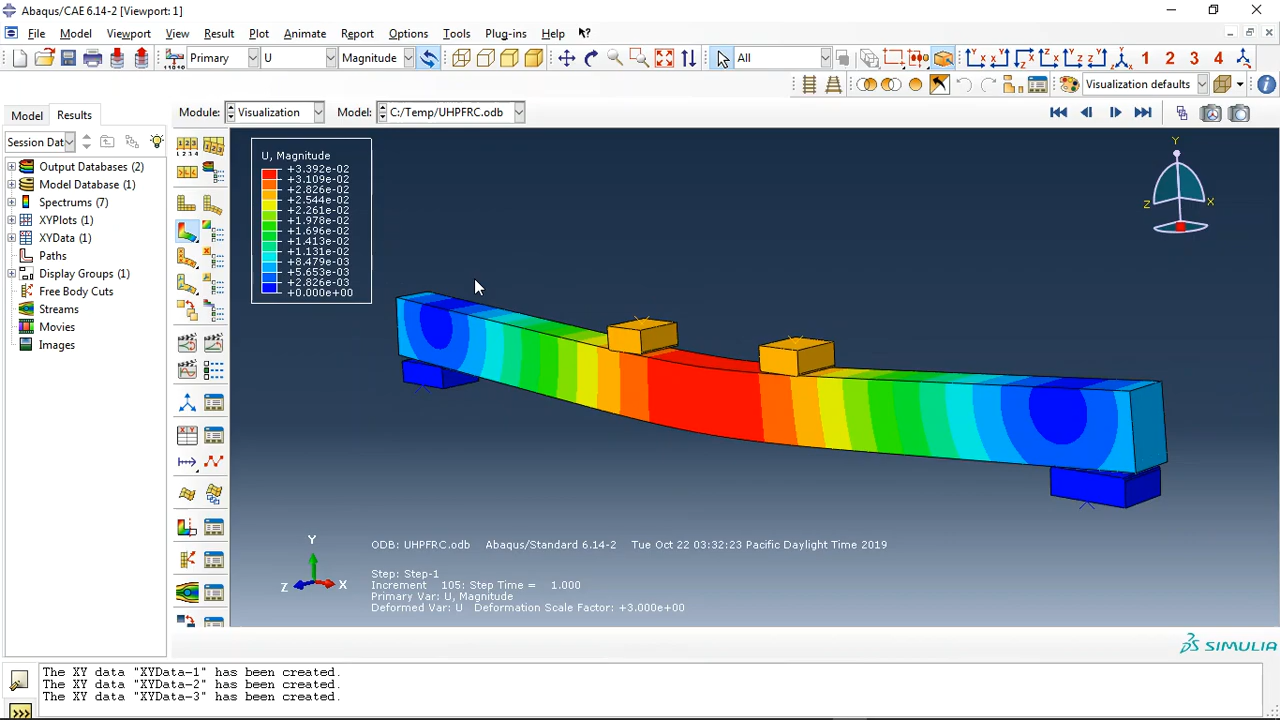 Abaqus/CAE 6.14-2 [Viewport: 1]
File Model Viewport View Result Plot Animate Report Options Tools Plug-ins Help
Primary U Magnitude All 1 2 3 4
Visualization defaults
Model Results Module: Visualization Model: C:/Temp/UHPFRC.odb
Session Dat
Output Databases (2)
Model Database (1)
Spectrums (7)
XYPlots (1)
XYData (1)
Paths
Display Groups (1)
Free Body Cuts
Streams
Movies
Images
U, Magnitude
+3.392e-02
+3.109e-02
+2.826e-02
+2.544e-02
+2.261e-02
+1.978e-02
+1.696e-02
+1.413e-02
+1.131e-02
+8.479e-03
+5.653e-03
+2.826e-03
+0.000e+00
Y
Z X
Y
Z X
ODB: UHPFRC.odb Abaqus/Standard 6.14-2 Tue Oct 22 03:32:23 Pacific Daylight Time 2019
Step: Step-1
Increment 105: Step Time = 1.000
Primary Var: U, Magnitude
Deformed Var: U Deformation Scale Factor: +3.000e+00
SIMULIA
The XY data "XYData-1" has been created.
The XY data "XYData-2" has been created.
The XY data "XYData-3" has been created.
>>>